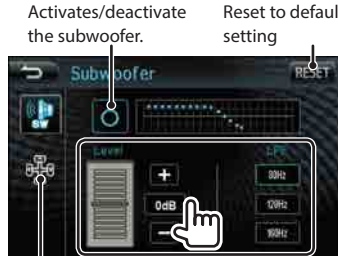 Activates/deactivate
the subwoofer.
Reset to defaul
setting
Subwoofer
RESET
SW
Level
LPF
+
0dB
−
80Hz
120Hz
160Hz